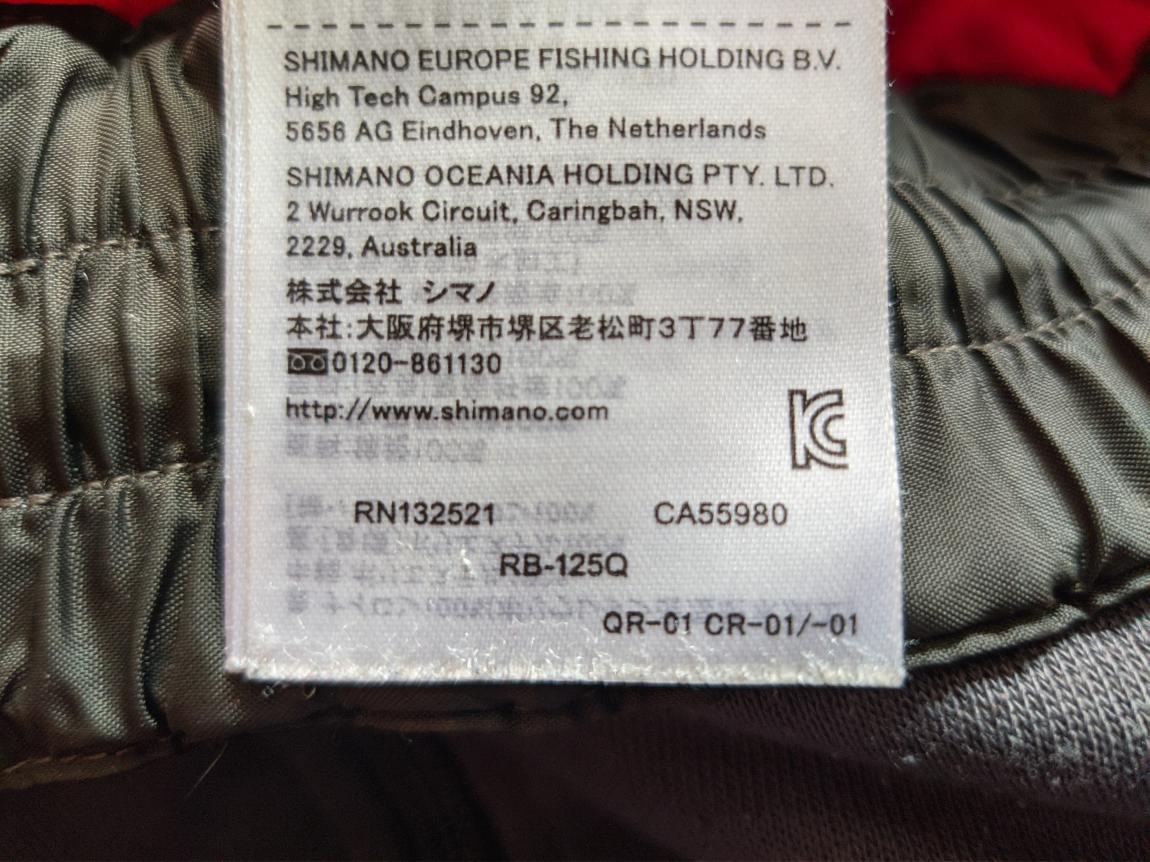 SHIMANO EUROPE FISHING HOLDING B.V.
High Tech Campus 92,
5656 AG Eindhoven, The Netherlands
SHIMANO OCEANIA HOLDING PTY. LTD.
2 Wurrook Circuit, Caringbah, NSW,
2229, Australia
株式会社 シマノ
本社:大阪府堺市堺区老松町3丁77番地
0120-861130
http://www.shimano.com
RN132521 CA55980
RB-125Q
QR-01 CR-01/-01